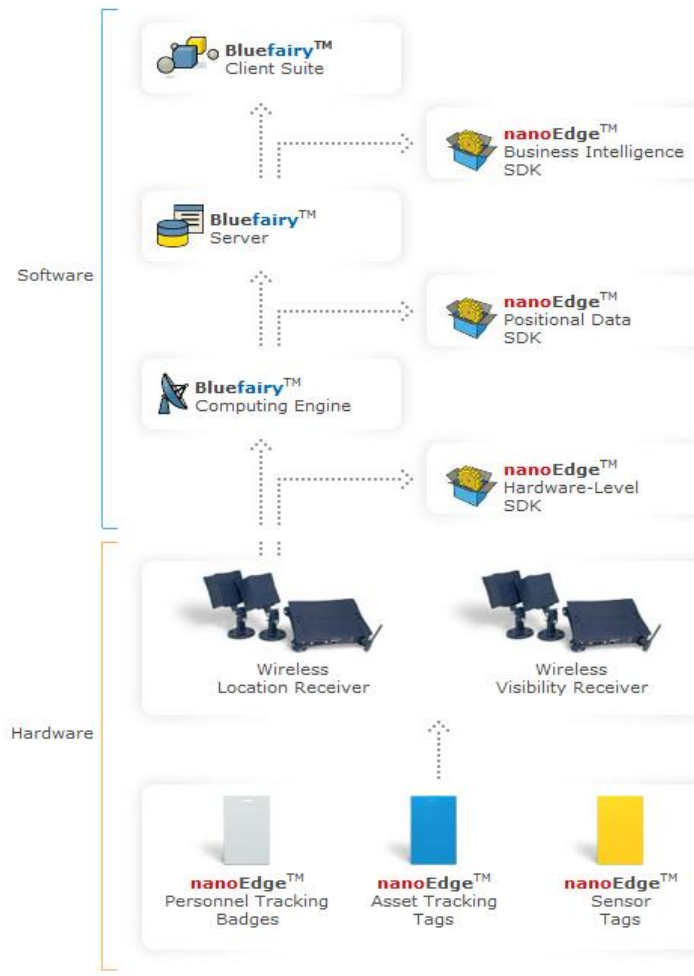 Bluefairy™
Client Suite
nanoEdge™
Business Intelligence
SDK
Bluefairy™
Server
Software
nanoEdge™
Positional Data
SDK
Bluefairy™
Computing Engine
nanoEdge™
Hardware-Level
SDK
Wireless
Location Receiver
Wireless
Visibility Receiver
Hardware
nanoEdge™
Personnel Tracking
Badges
nanoEdge™
Asset Tracking
Tags
nanoEdge™
Sensor
Tags